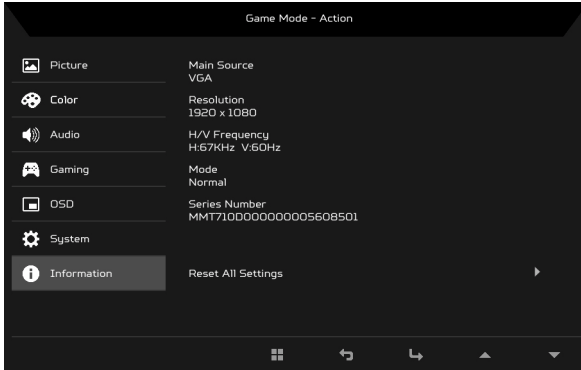 Game Mode - Action
Picture
Color
Audio
Gaming
OSD
System
Information
Main Source
VGA
Resolution
1920 x 1080
H/V Frequency
H:67KHz V:60Hz
Mode
Normal
Series Number
MMT710D000000005608501
Reset All Settings